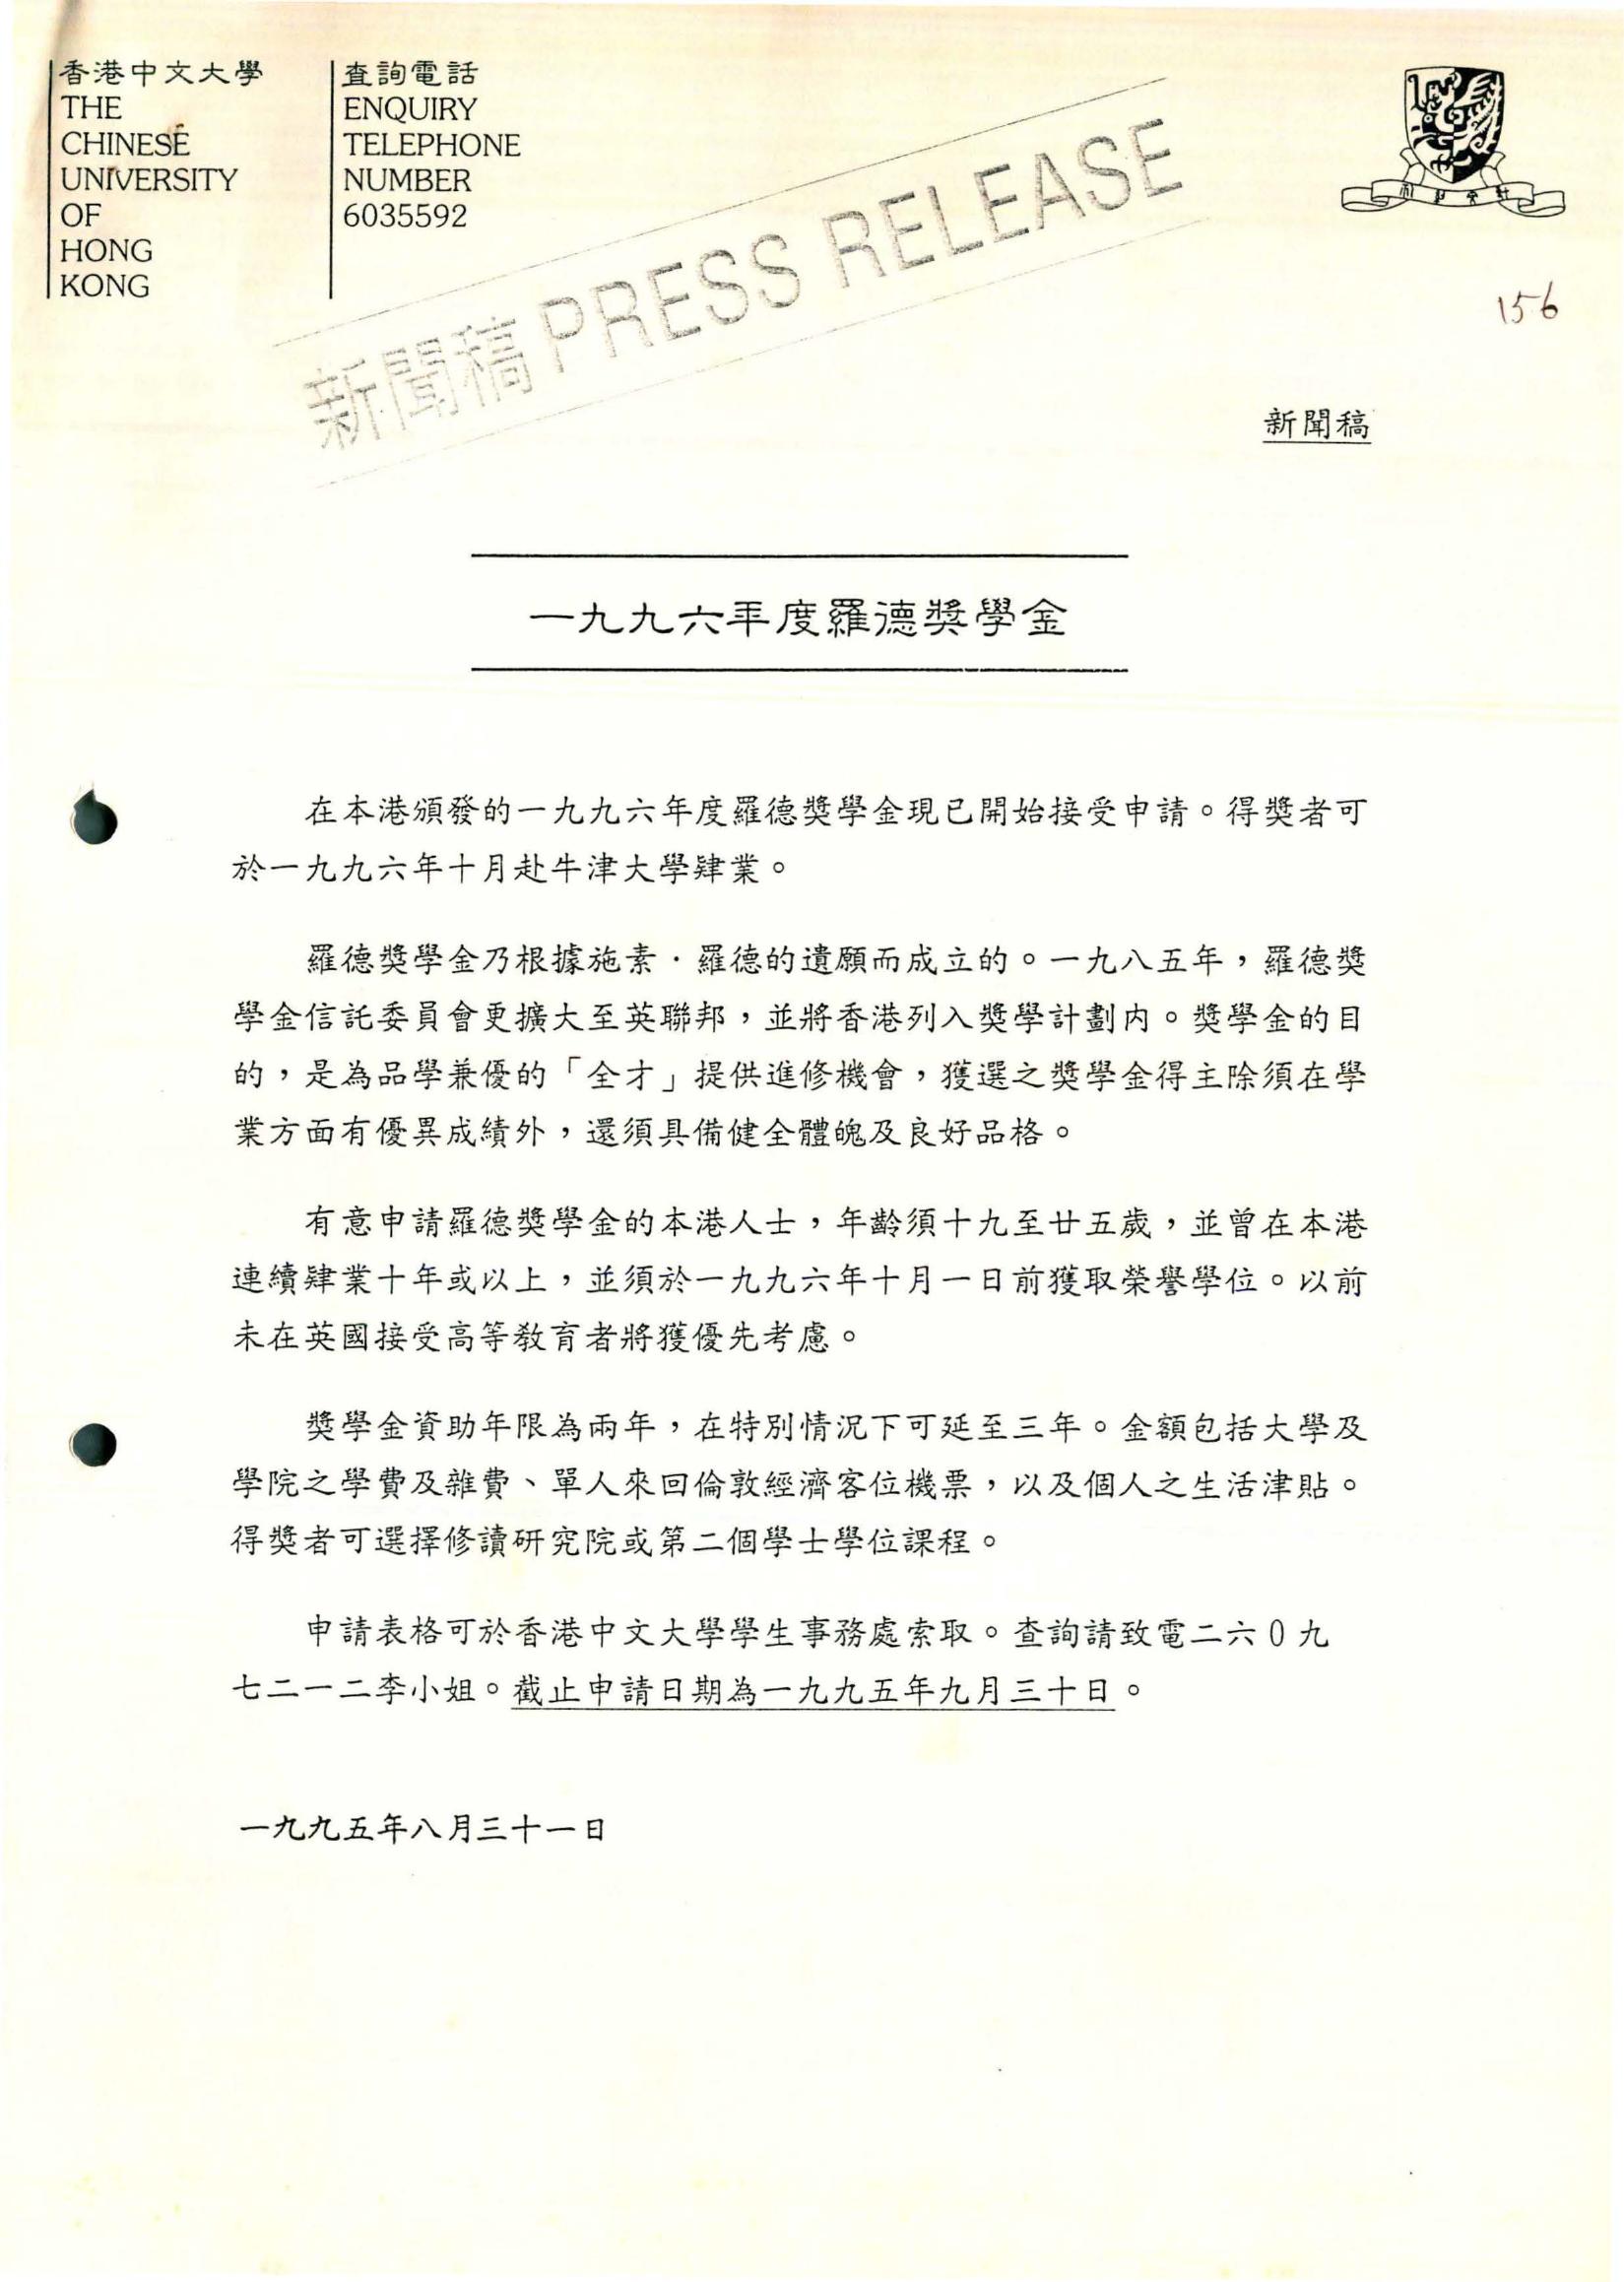 香港中文大學
THE
CHINESE
UNIVERSITY
OF
HONG
KONG
查詢電話
ENQUIRY
TELEPHONE
NUMBER
6035592
新聞稿 PRESS RELEASE
156
新聞稿
一九九六年度羅德獎學金
在本港頒發的一九九六年度羅德獎學金現已開始接受申請。得獎者可
於一九九六年十月赴牛津大學肄業。
羅德獎學金乃根據施素．羅德的遺願而成立的。一九八五年，羅德獎
學金信託委員會更擴大至英聯邦，並將香港列入獎學計劃內。獎學金的目
的，是為品學兼優的「全才」提供進修機會，獲選之獎學金得主除須在學
業方面有優異成績外，還須具備健全體魄及良好品格。
有意申請羅德獎學金的本港人士，年齡須十九至廿五歲，並曾在本港
連續肄業十年或以上，並須於一九九六年十月一日前獲取榮譽學位。以前
未在英國接受高等教育者將獲優先考慮。
獎學金資助年限為兩年，在特別情況下可延至三年。金額包括大學及
學院之學費及雜費、單人來回倫敦經濟客位機票，以及個人之生活津貼。
得獎者可選擇修讀研究院或第二個學士學位課程。
申請表格可於香港中文大學學生事務處索取。查詢請致電二六０九
七二一二李小姐。截止申請日期為一九九五年九月三十日。
一九九五年八月三十一日